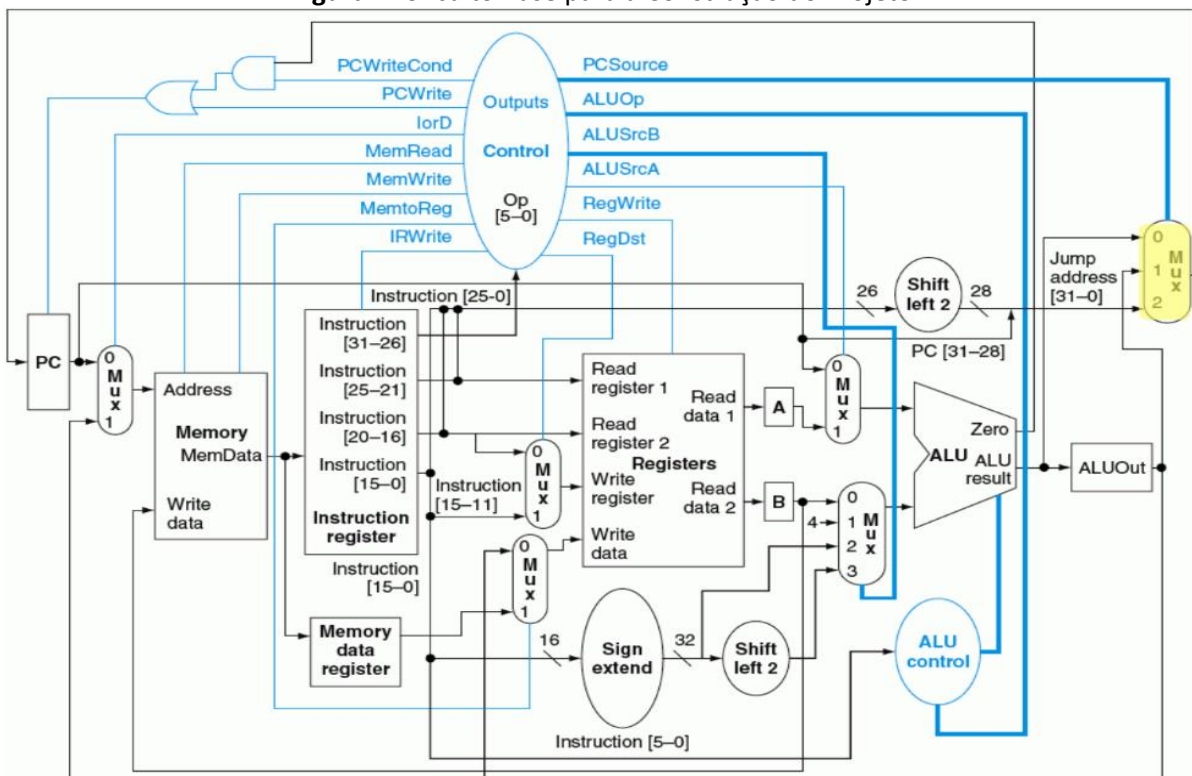 PCWriteCond
PCWrite
IorD
MemRead
MemWrite
MemtoReg
IRWrite
Outputs
Control
Op
[5–0]
PCSource
ALUOp
ALUSrcB
ALUSrcA
RegWrite
RegDst
0
1
2
M
u
x
Jump
address
[31–0]
26
Shift
left 2
28
PC [31–28]
Instruction [25-0]
PC
0
M
u
x
1
Address
Memory
MemData
Write
data
Instruction
[31–26]
Instruction
[25–21]
Instruction
[20–16]
Instruction
[15–0]
Instruction
register
Instruction
[15–11]
Instruction
[15–0]
0
M
u
x
1
0
M
u
x
1
Read
register 1
Read
register 2
Registers
Write
register
Write
data
Read
data 1
Read
data 2
A
B
0
M
u
x
1
4
0
1
2
3
M
u
x
Zero
ALU
ALU
result
ALUOut
Memory
data
register
16
Sign
extend
32
Shift
left 2
ALU
control
Instruction [5–0]